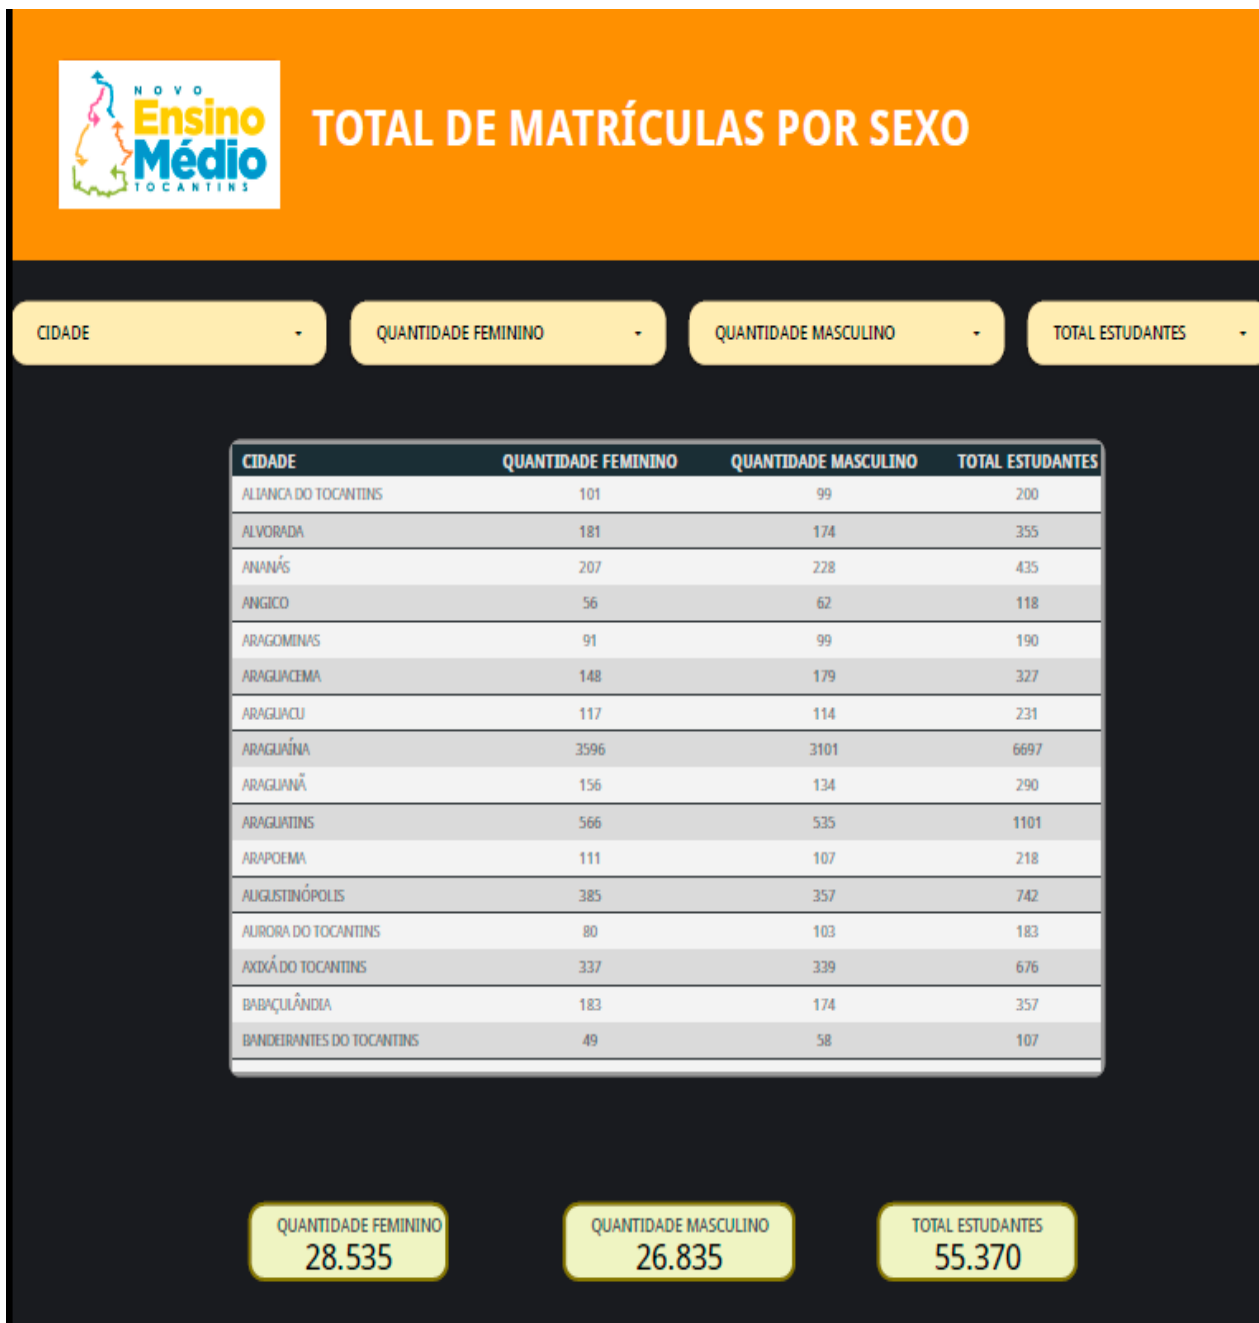 NOVO
Ensino
Médio
TOCANTINS
TOTAL DE MATRÍCULAS POR SEXO
CIDADE QUANTIDADE FEMININO QUANTIDADE MASCULINO TOTAL ESTUDANTES
CIDADE QUANTIDADE FEMININO QUANTIDADE MASCULINO TOTAL ESTUDANTES
ALIANCA DO TOCANTINS 101 99 200
ALVORADA 181 174 355
ANANÁS 207 228 435
ANGICO 56 62 118
ARAGOMINAS 91 99 190
ARAGUACEMA 148 179 327
ARAGUACU 117 114 231
ARAGUAÍNA 3596 3101 6697
ARAGUANÃ 156 134 290
ARAGUATINS 566 535 1101
ARAPOEMA 111 107 218
AUGUSTINÓPOLIS 385 357 742
AURORA DO TOCANTINS 80 103 183
AXIXÁ DO TOCANTINS 337 339 676
BABAÇULÂNDIA 183 174 357
BANDEIRANTES DO TOCANTINS 49 58 107
QUANTIDADE FEMININO QUANTIDADE MASCULINO TOTAL ESTUDANTES
28.535 26.835 55.370